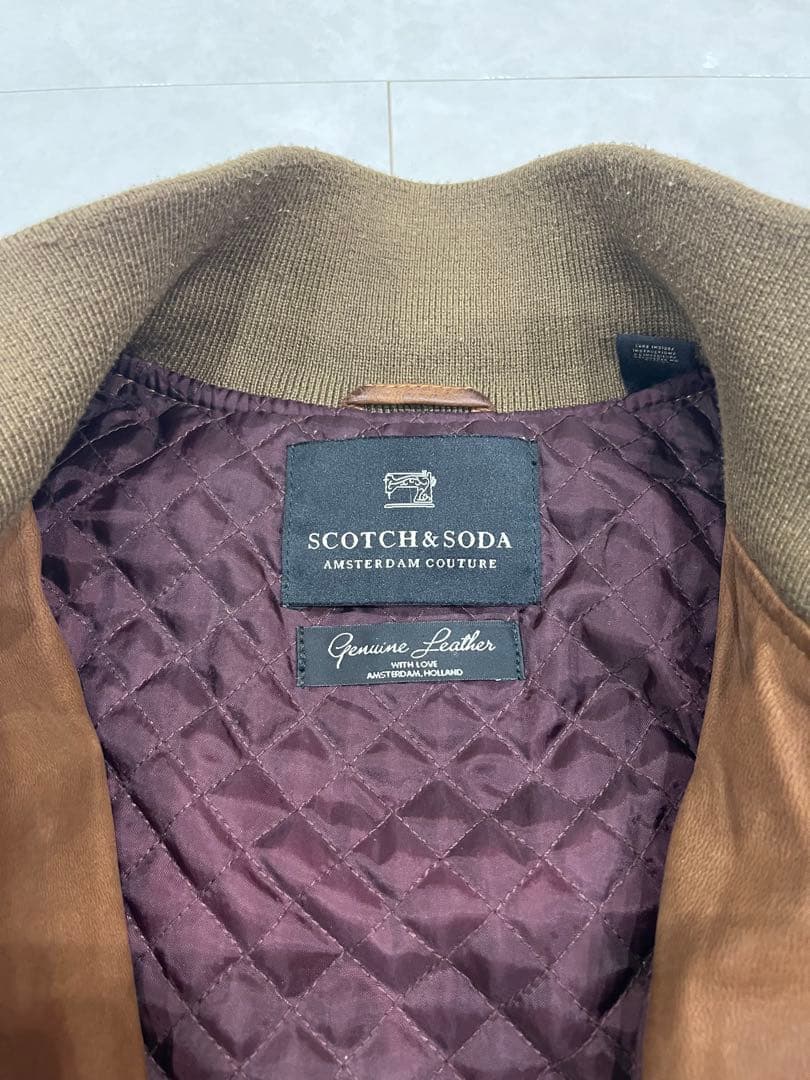 SCOTCH & SODA
AMSTERDAM COUTURE
Genuine Leather
WITH LOVE
AMSTERDAM, HOLLAND